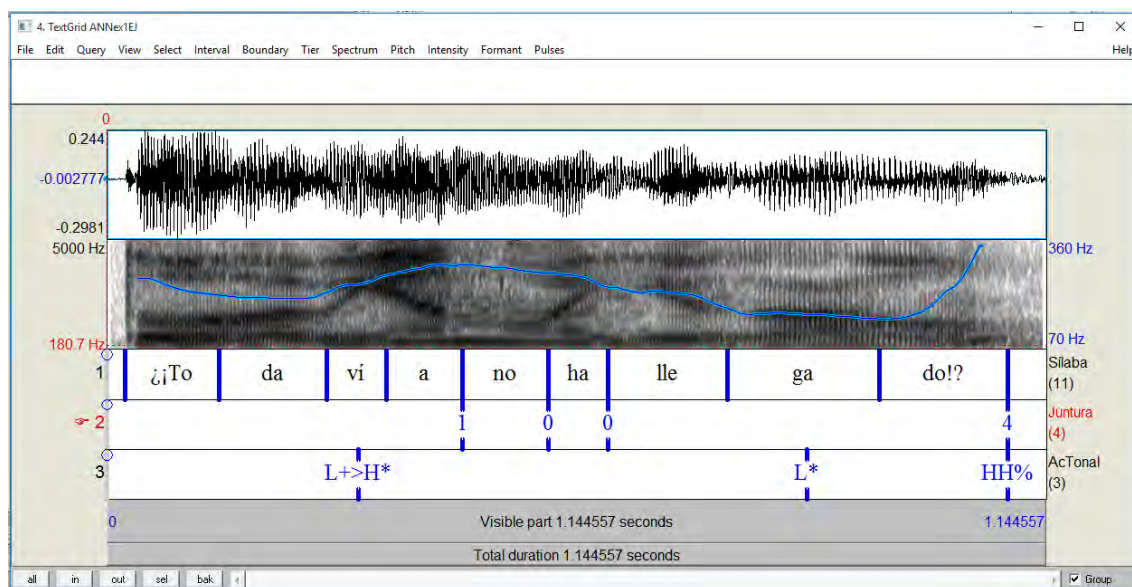 4. TextGrid ANNex1EJ
File Edit Query View Select Interval Boundary Tier Spectrum Pitch Intensity Formant Pulses Help
0
0.244
-0.002777
-0.2981
5000 Hz 360 Hz
180.7 Hz 70 Hz
1 ¿¡To da ví a no ha lle ga do!? Sílaba
(11)
2 1 0 0 4 Juntura
(4)
3 L+>H* L* HH% AcTonal
(3)
0 Visible part 1.144557 seconds 1.144557
Total duration 1.144557 seconds
all in out sel bak Group